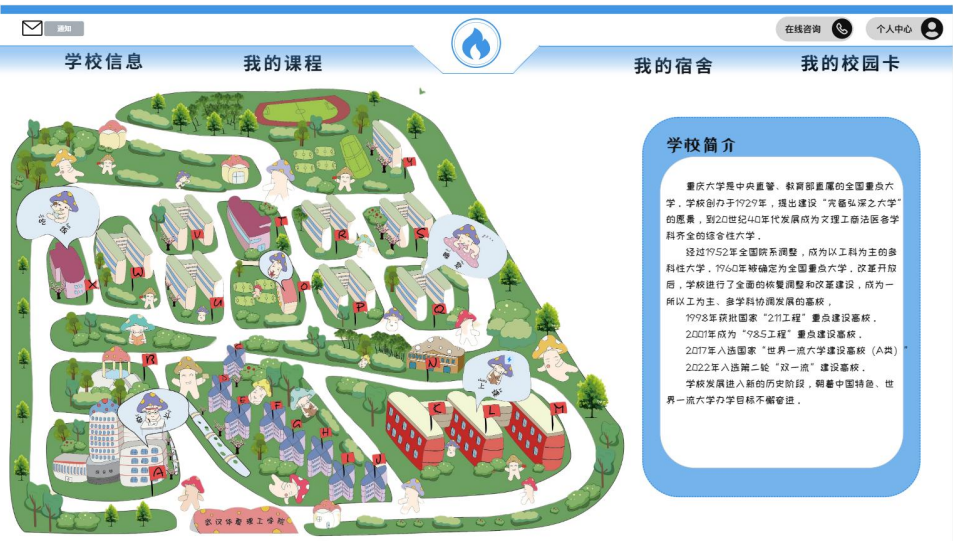 通知
在线咨询
个人中心
学校信息
我的课程
我的宿舍
我的校园卡
学校简介
重庆大学是中央直管、教育部直属的全国重点大
学。学校创办于1929年，提出建设“完备弘深之大学”
的愿景，到20世纪40年代发展成为文理工商法医各学
科齐全的综合性大学。
经过1952年全国院系调整，成为以工科为主的多
科性大学，1960年被确定为全国重点大学，改革开放
后，学校进行了全面的恢复调整和改革建设，成为一
所以工为主、多学科协调发展的高校。
1998年获批国家“211工程”重点建设高校。
2001年成为“985工程”重点建设高校。
2017年入选国家“世界一流大学建设高校（A类）”
2022年入选第二轮“双一流”建设高校。
学校发展进入新的历史阶段，朝着中国特色、世
界一流大学办学目标不懈奋进。
Y
T
U
R
S
X
W
U
O
P
Q
B
N
上
E
D
E
F
C
L
M
G
H
I
J
A
武汉华夏理工学院